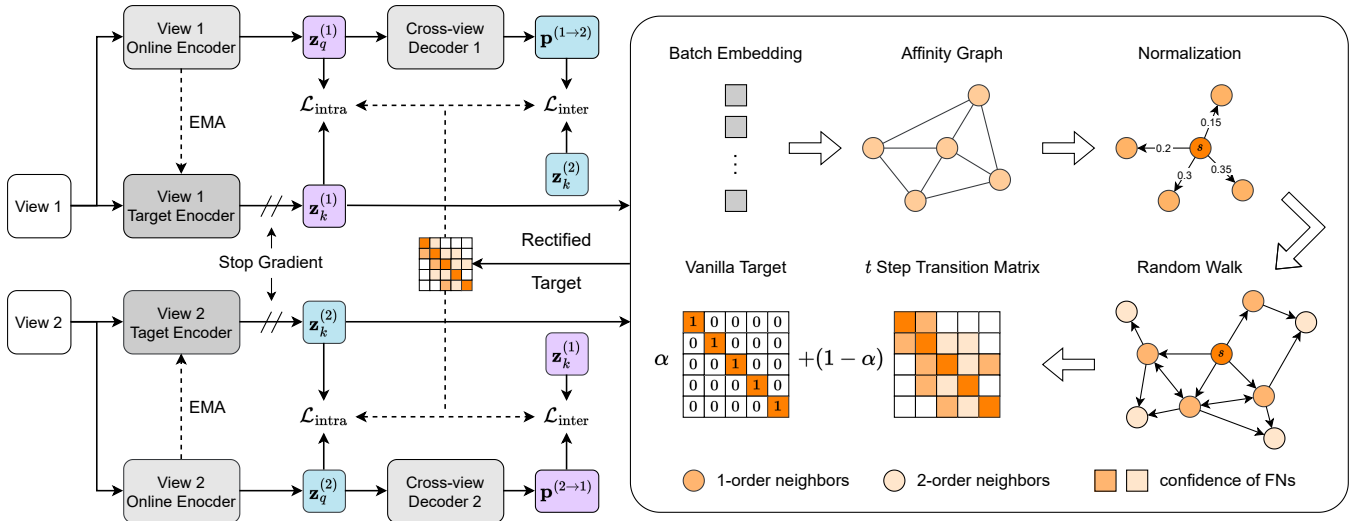 View 1
Online Encoder
z_q^{(1)}
Cross-view
Decoder 1
p^{(1→2)}
ℒ_intra
ℒ_inter
EMA
z_k^{(2)}
View 1
View 1
Target Enocder
z_k^{(1)}
Stop Gradient
Rectified
Target
View 2
View 2
Taget Encoder
z_k^{(2)}
z_k^{(1)}
EMA
ℒ_intra
ℒ_inter
View 2
Online Enocder
z_q^{(2)}
Cross-view
Decoder 2
p^{(2→1)}
Batch Embedding
Affinity Graph
Normalization
⋮
0.15
0.2
s
0.3
0.35
Vanilla Target
t Step Transition Matrix
Random Walk
α
1 0 0 0 0
0 1 0 0 0
0 0 1 0 0
0 0 0 1 0
0 0 0 0 1
+(1 − α)
s
1-order neighbors
2-order neighbors
confidence of FNs